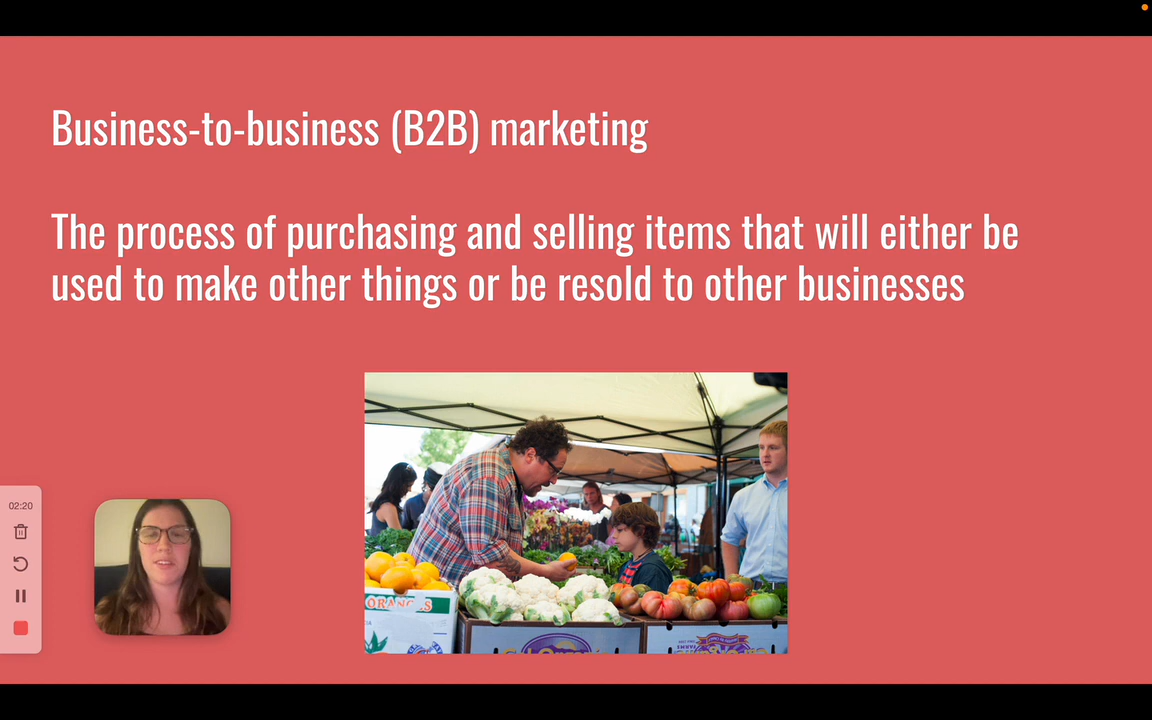 Business-to-business (B2B) marketing
The process of purchasing and selling items that will either be
used to make other things or be resold to other businesses
02:20
ORANGES